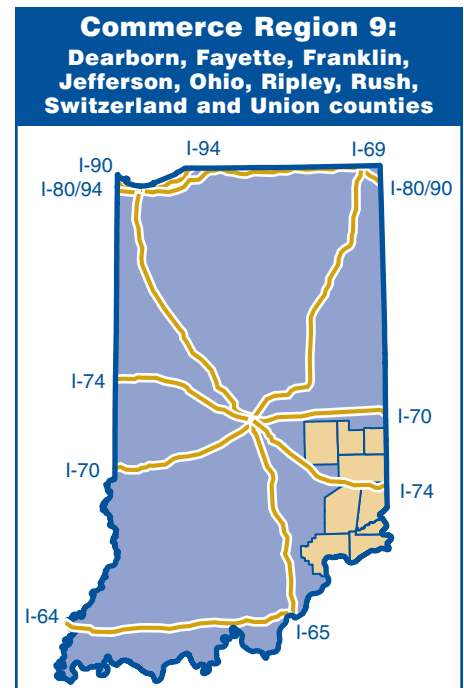 Commerce Region 9:
Dearborn, Fayette, Franklin,
Jefferson, Ohio, Ripley, Rush,
Switzerland and Union counties
I-94
I-69
I-90
I-80/94
I-80/90
I-74
I-70
I-70
I-74
I-64
I-65